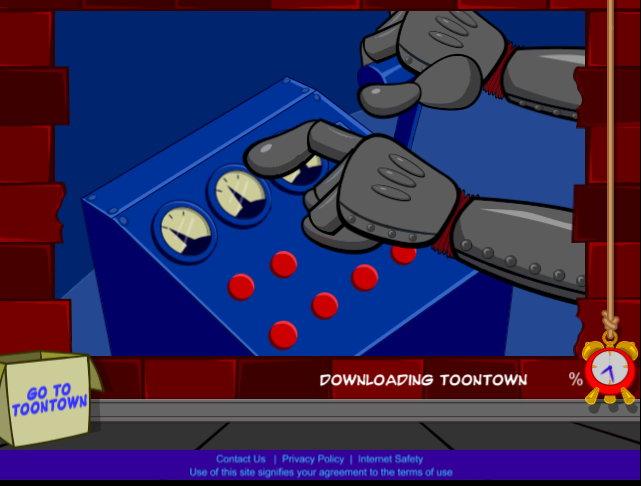 DOWNLOADING TOONTOWN %
GO TO
TOONTOWN
Contact Us | Privacy Policy | Internet Safety
Use of this site signifies your agreement to the terms of use